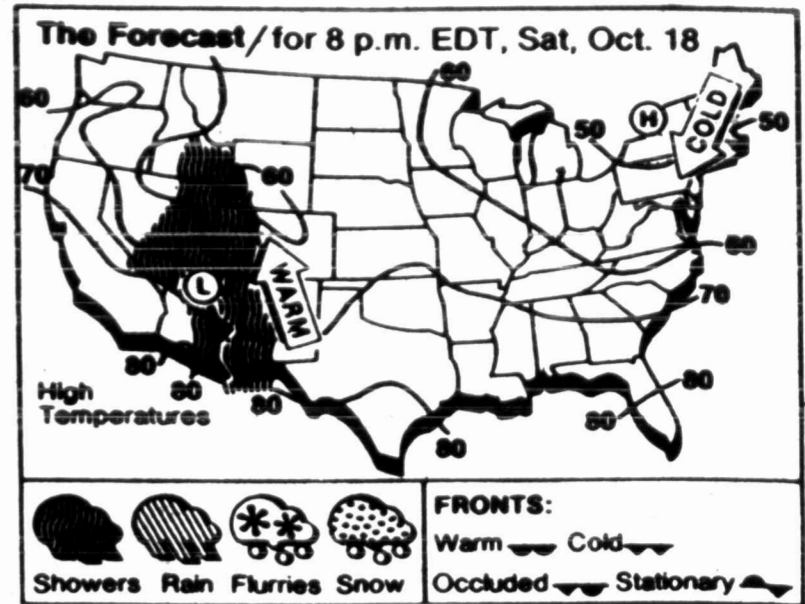 The Forecast / for 8 p.m. EDT, Sat, Oct. 18
60
60
H
COLD
50
50
70
60
60
L
WARM
70
80
80
80
80
80
80
High
Temperatures
FRONTS:
Warm Cold
Showers Rain Flurries Snow
Occluded Stationary